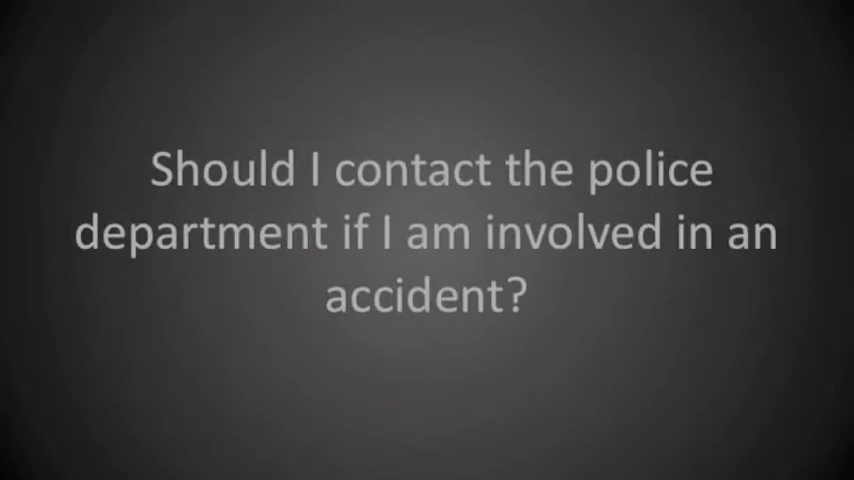 Should I contact the police
department if I am involved in an
accident?